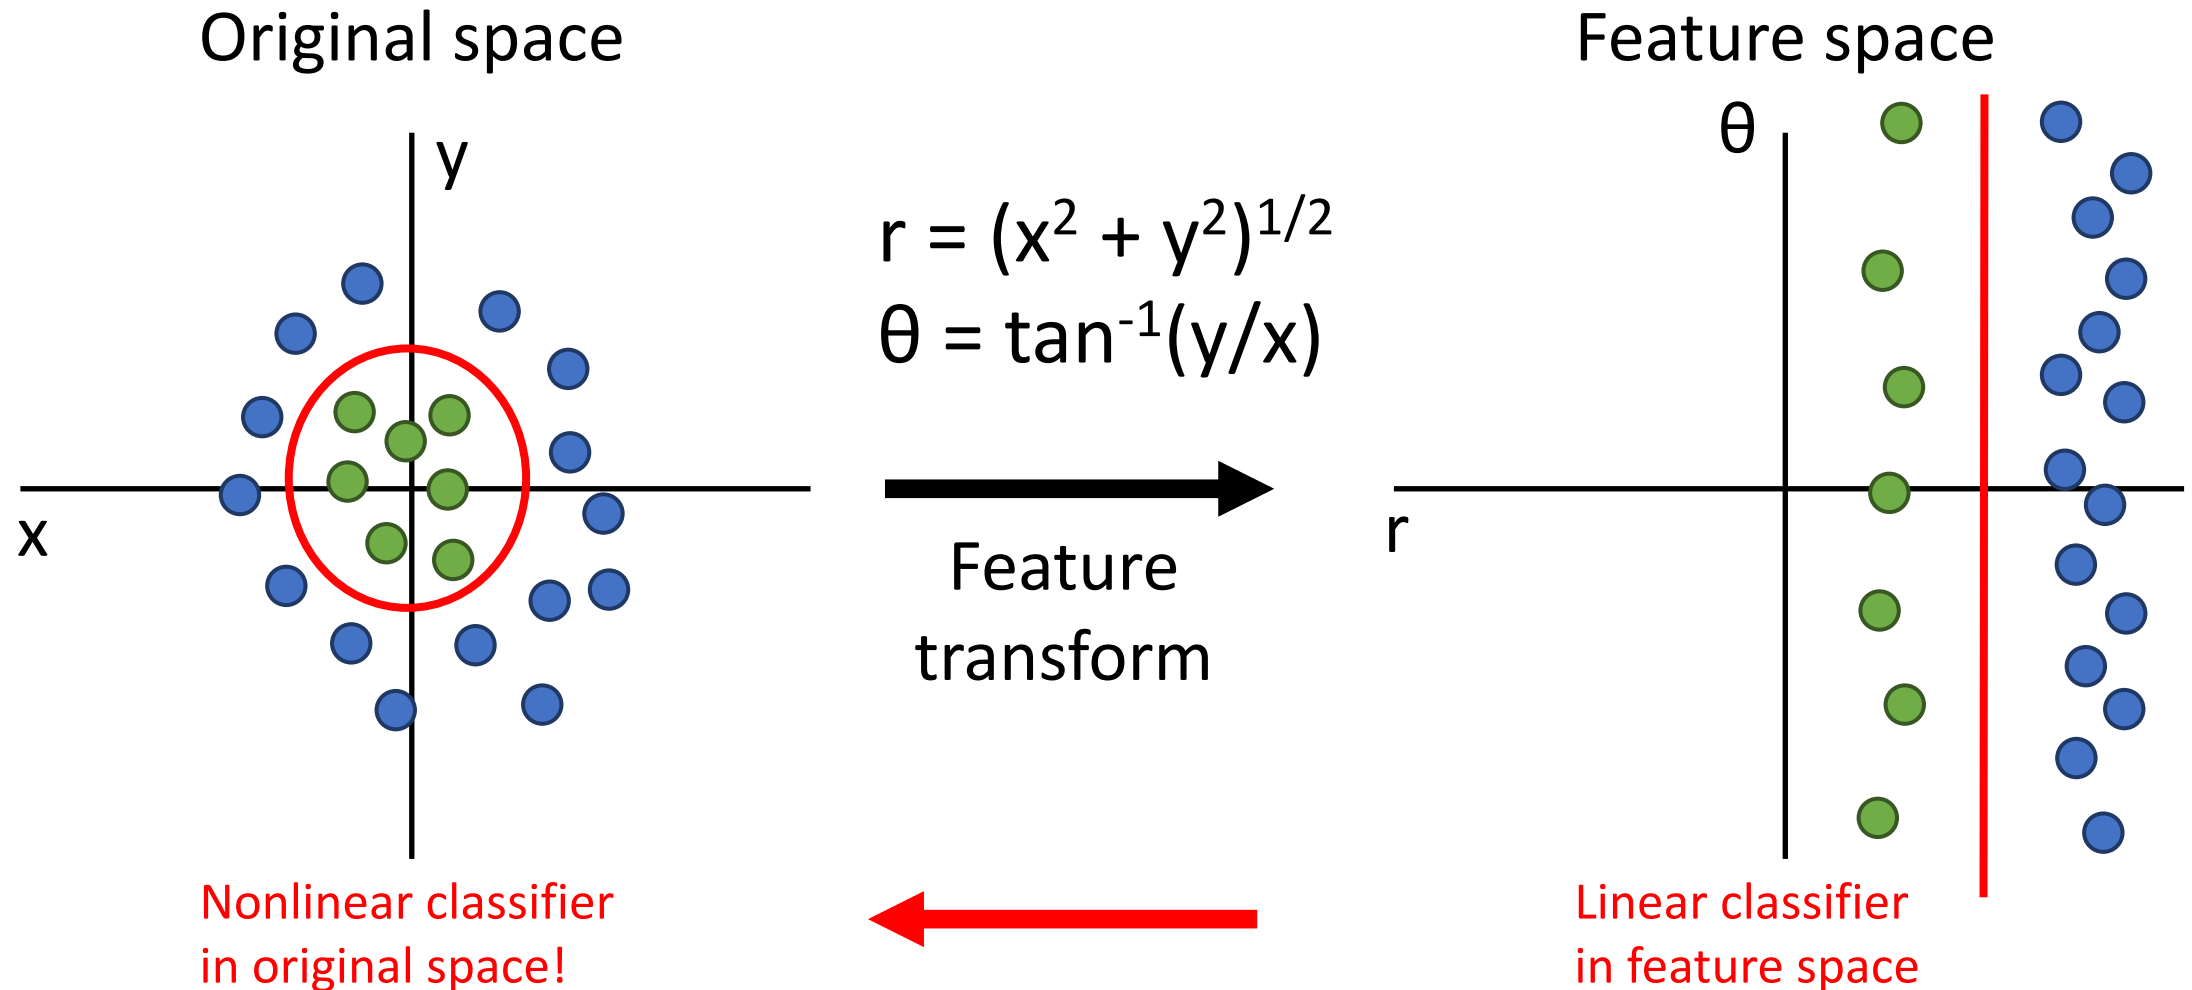 Original space
Feature space
y
θ
r = (x² + y²)¹/²
θ = tan⁻¹(y/x)
x
r
Feature
transform
Nonlinear classifier
in original space!
Linear classifier
in feature space